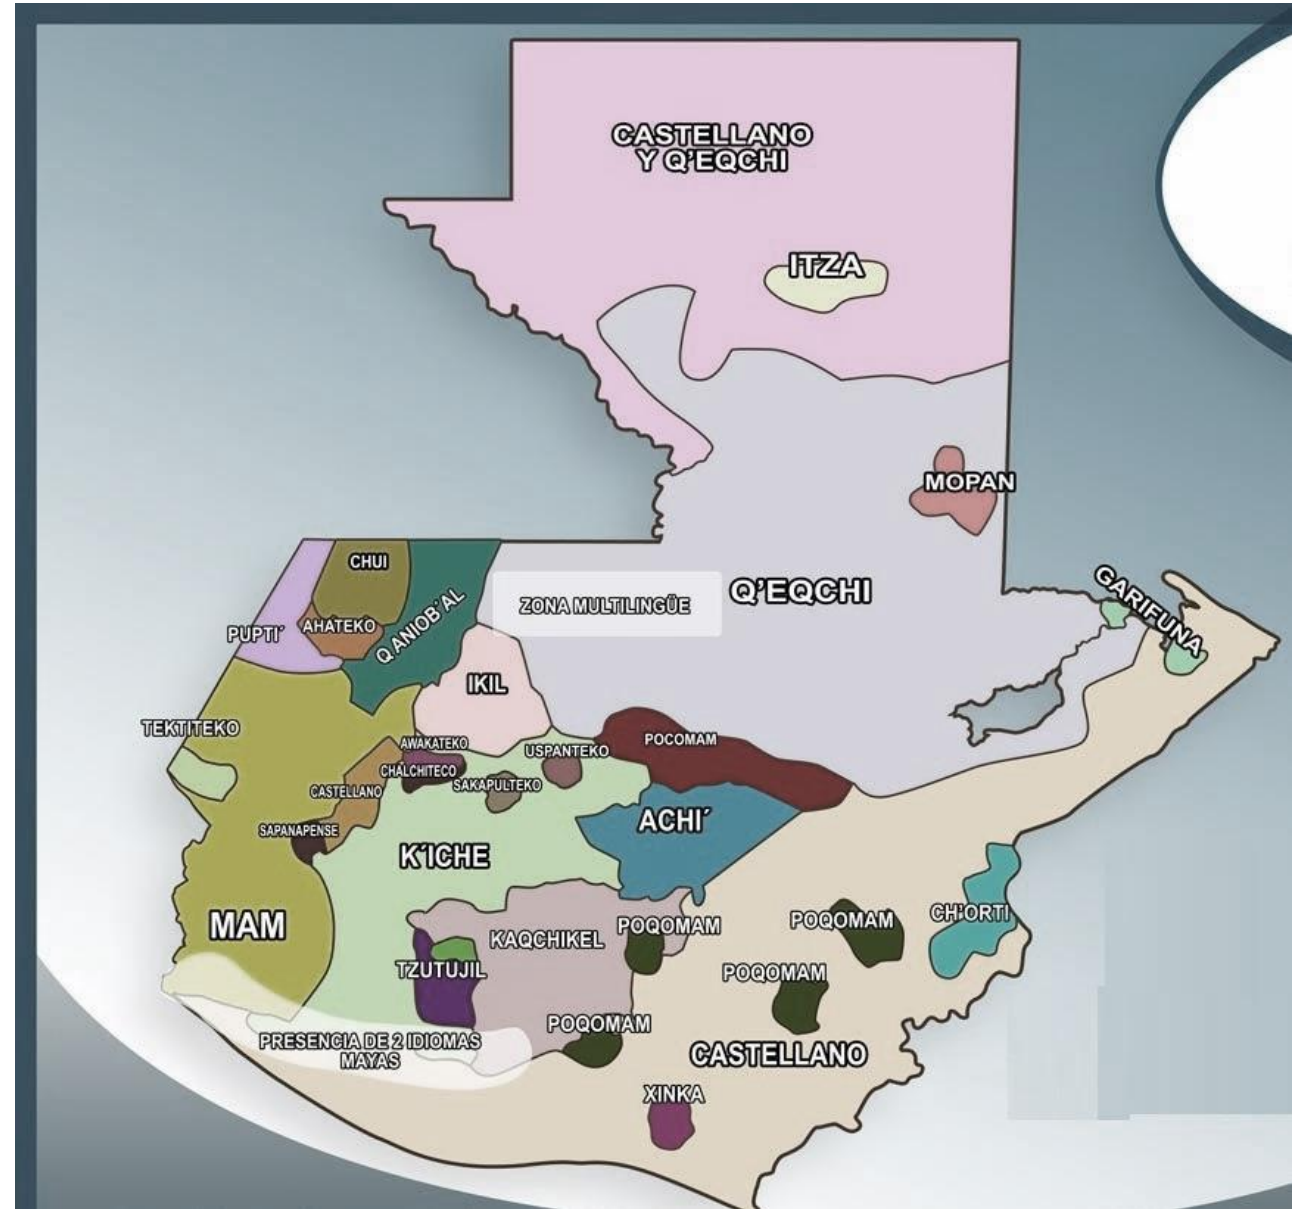 CASTELLANO
Y Q'EQCHI
ITZA
MOPAN
CHUI
Q'EQCHI
GARIFUNA
ZONA MULTILINGÜE
PUPTI´
AHATEKO
Q ANIOB´AL
IKIL
TEKTITEKO
AWAKATEKO
USPANTEKO
POCOMAM
CHALCHITECO
SAKAPULTEKO
CASTELLANO
ACHI´
SAPANAPENSE
K´ICHE
MAM
KAQCHIKEL
POQOMAM
POQOMAM
CH'ORTI
TZUTUJIL
POQOMAM
POQOMAM
PRESENCIA DE 2 IDIOMAS
MAYAS
CASTELLANO
XINKA